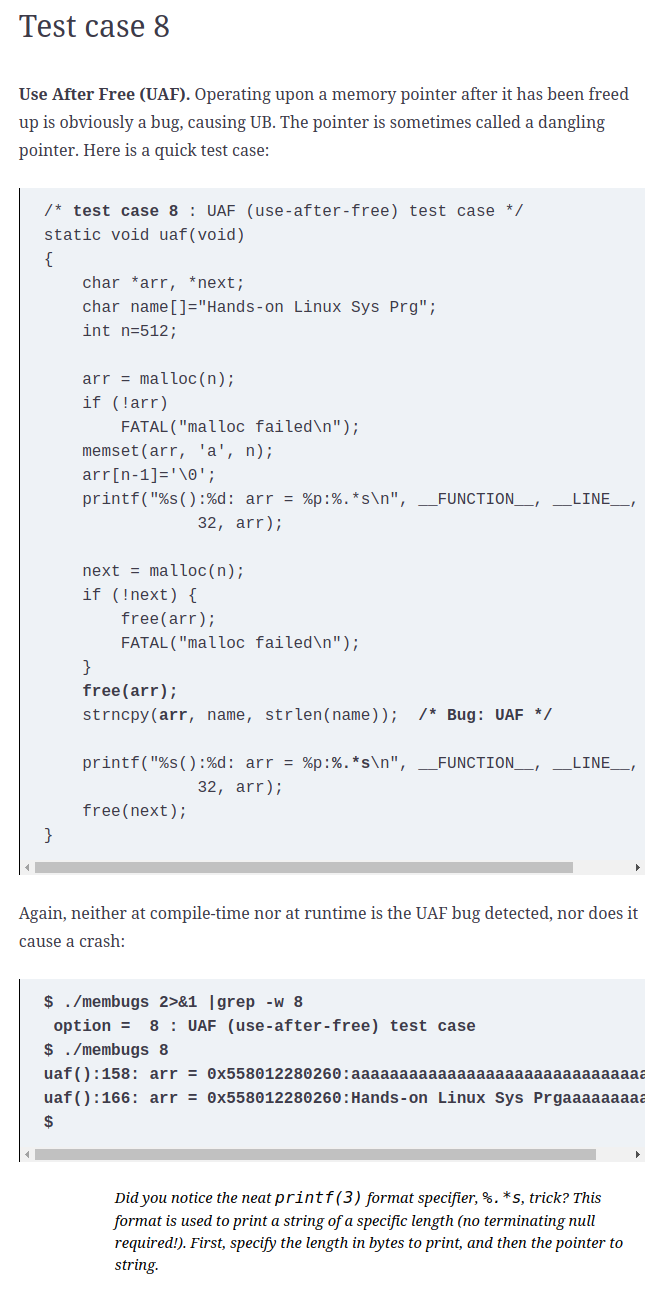 Test case 8
Use After Free (UAF). Operating upon a memory pointer after it has been freed
up is obviously a bug, causing UB. The pointer is sometimes called a dangling
pointer. Here is a quick test case:
/* test case 8 : UAF (use-after-free) test case */
static void uaf(void)
{
    char *arr, *next;
    char name[]="Hands-on Linux Sys Prg";
    int n=512;

    arr = malloc(n);
    if (!arr)
        FATAL("malloc failed\n");
    memset(arr, 'a', n);
    arr[n-1]='\0';
    printf("%s():%d: arr = %p:%.*s\n", __FUNCTION__, __LINE__,
                32, arr);

    next = malloc(n);
    if (!next) {
        free(arr);
        FATAL("malloc failed\n");
    }
    free(arr);
    strncpy(arr, name, strlen(name));  /* Bug: UAF */

    printf("%s():%d: arr = %p:%.*s\n", __FUNCTION__, __LINE__,
                32, arr);
    free(next);
}
Again, neither at compile-time nor at runtime is the UAF bug detected, nor does it
cause a crash:
$ ./membugs 2>&1 |grep -w 8
 option =  8 : UAF (use-after-free) test case
$ ./membugs 8
uaf():158: arr = 0x558012280260:aaaaaaaaaaaaaaaaaaaaaaaaaaaaaaa
uaf():166: arr = 0x558012280260:Hands-on Linux Sys Prgaaaaaaaaa
$
Did you notice the neat printf(3) format specifier, %.*s, trick? This
format is used to print a string of a specific length (no terminating null
required!). First, specify the length in bytes to print, and then the pointer to
string.